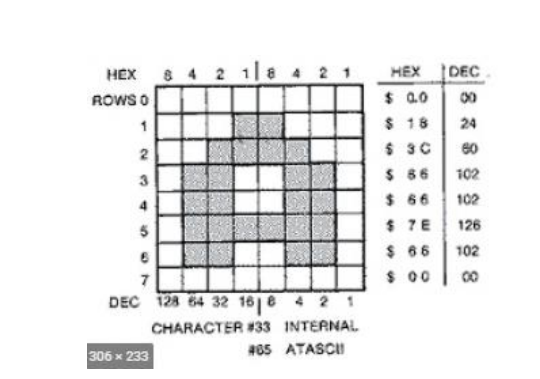 HEX 8 4 2 1 8 4 2 1 HEX DEC
ROWS 0 $ 0.0 00
1 $ 18 24
2 $ 3C 60
3 $ 66 102
4 $ 66 102
5 $ 7E 126
6 $ 66 102
7 $ 00 00
DEC 128 64 32 16 8 4 2 1
CHARACTER #33 INTERNAL
#65 ATASCII
306 × 233